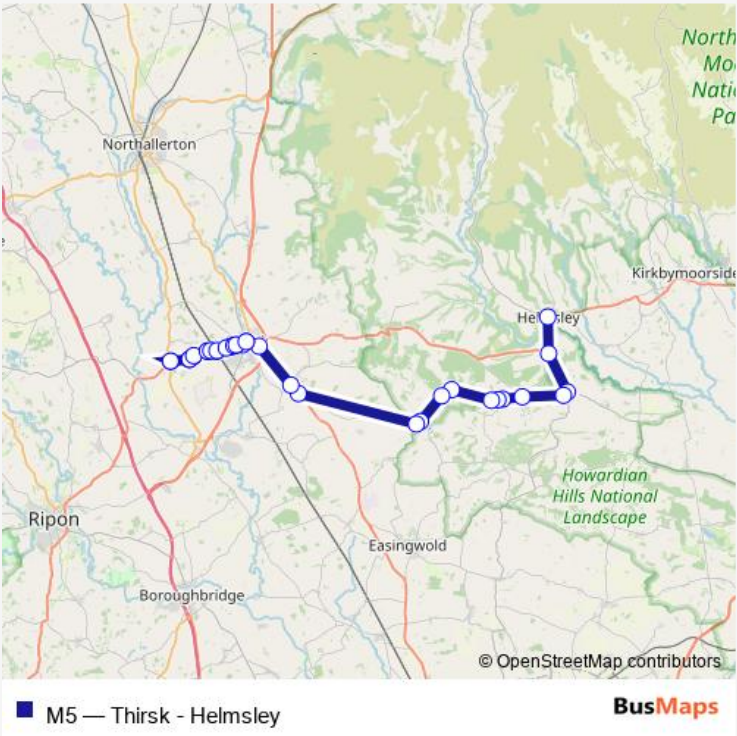 North
Mo
Natio
Pa
Northallerton
e
Kirkbymoorside
Helmsley
Howardian
Hills National
Landscape
Ripon
Easingwold
Boroughbridge
© OpenStreetMap contributors
M5 — Thirsk - Helmsley
BusMaps